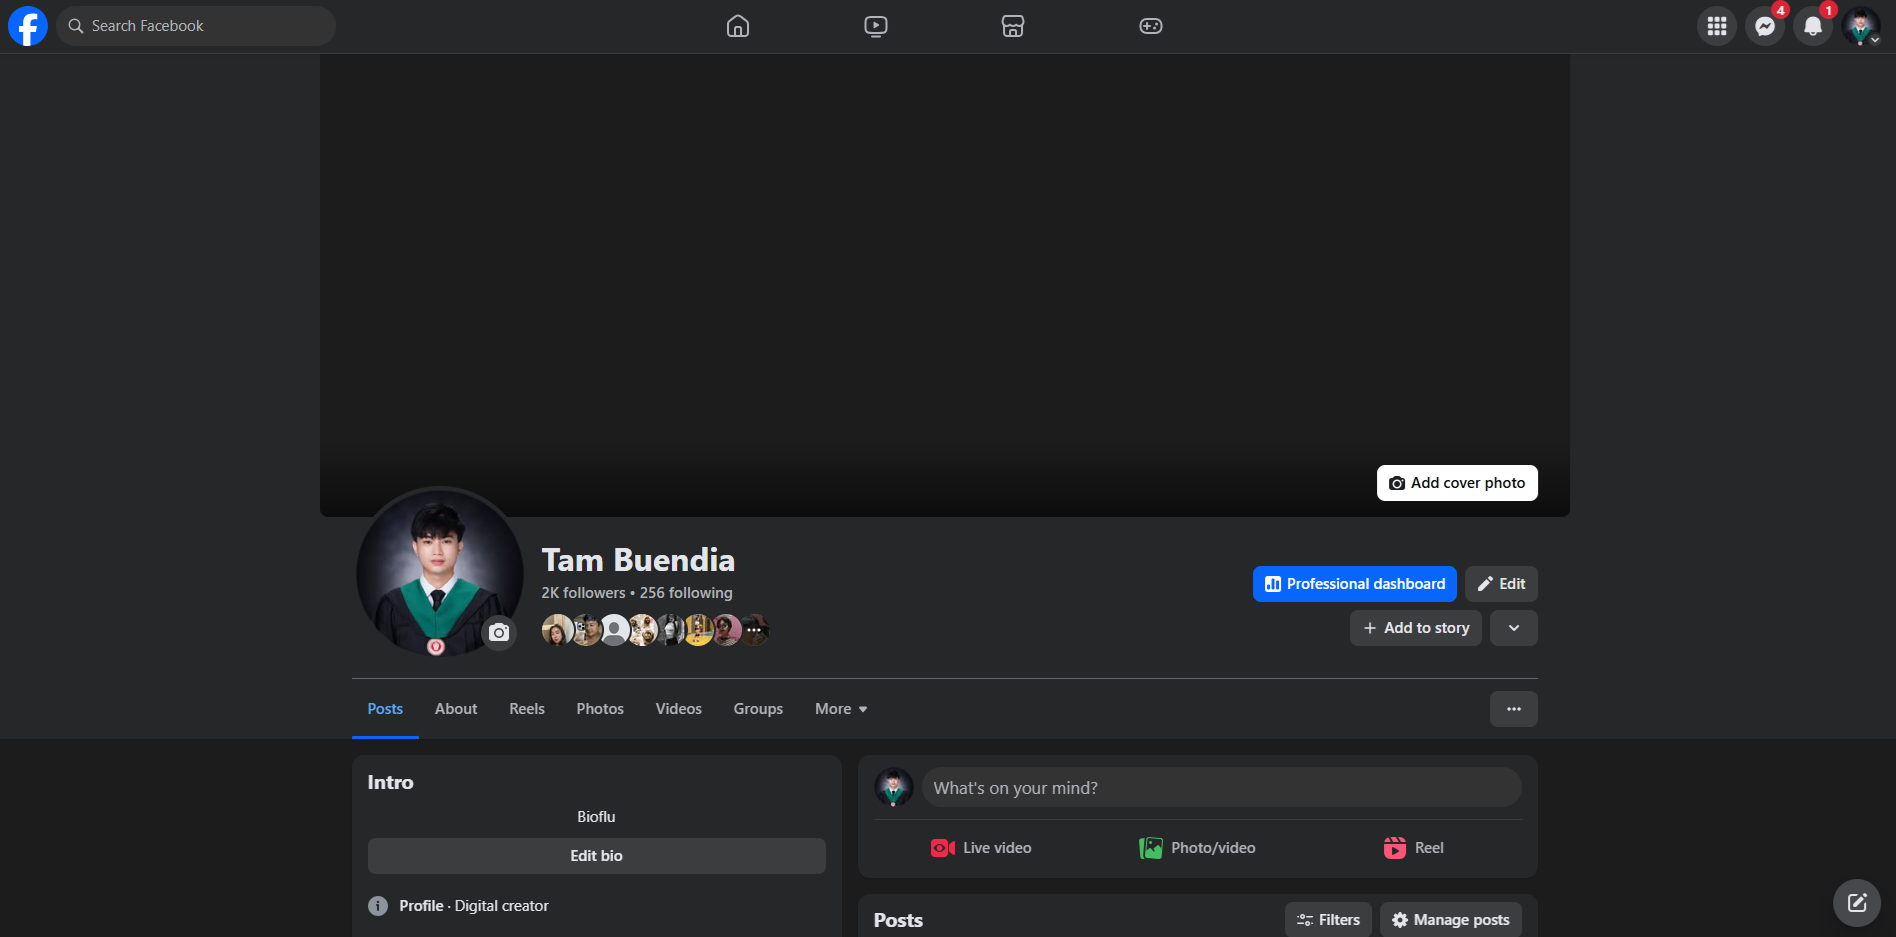 Search Facebook
4
1
Add cover photo
Tam Buendia
2K followers • 256 following
Professional dashboard
Edit
+ Add to story
Posts
About
Reels
Photos
Videos
Groups
More
Intro
Bioflu
Edit bio
Profile · Digital creator
What's on your mind?
Live video
Photo/video
Reel
Posts
Filters
Manage posts